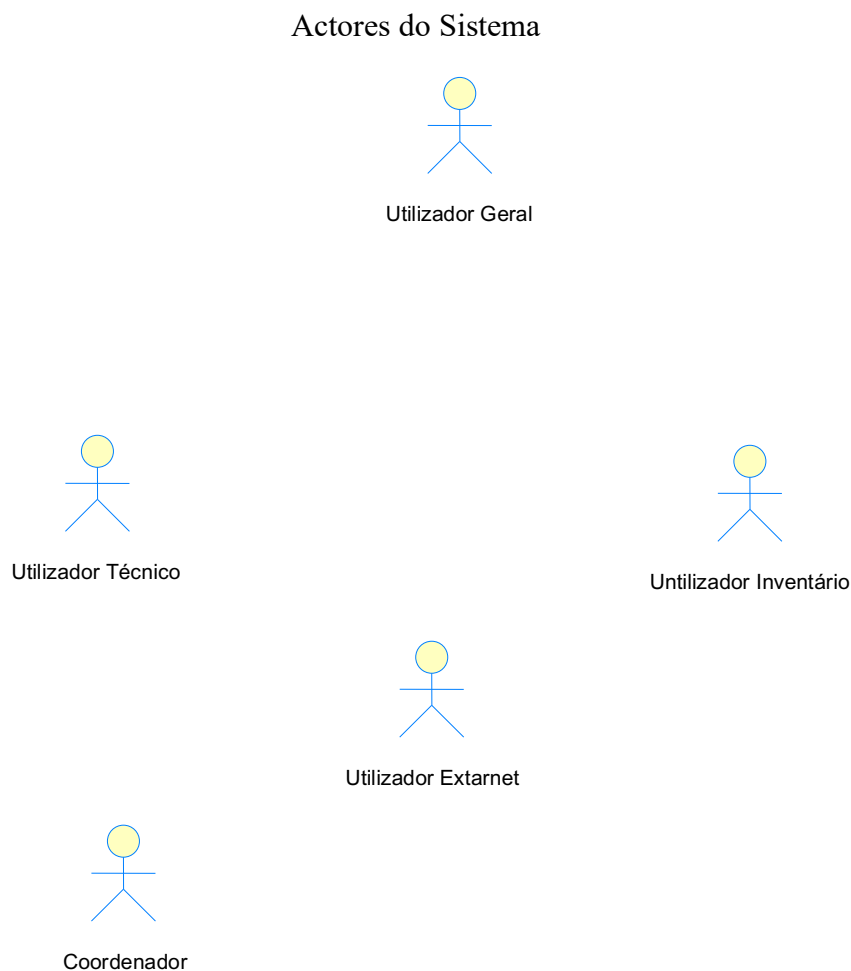 Actores do Sistema
Utilizador Geral
Utilizador Técnico
Untilizador Inventário
Utilizador Extarnet
Coordenador